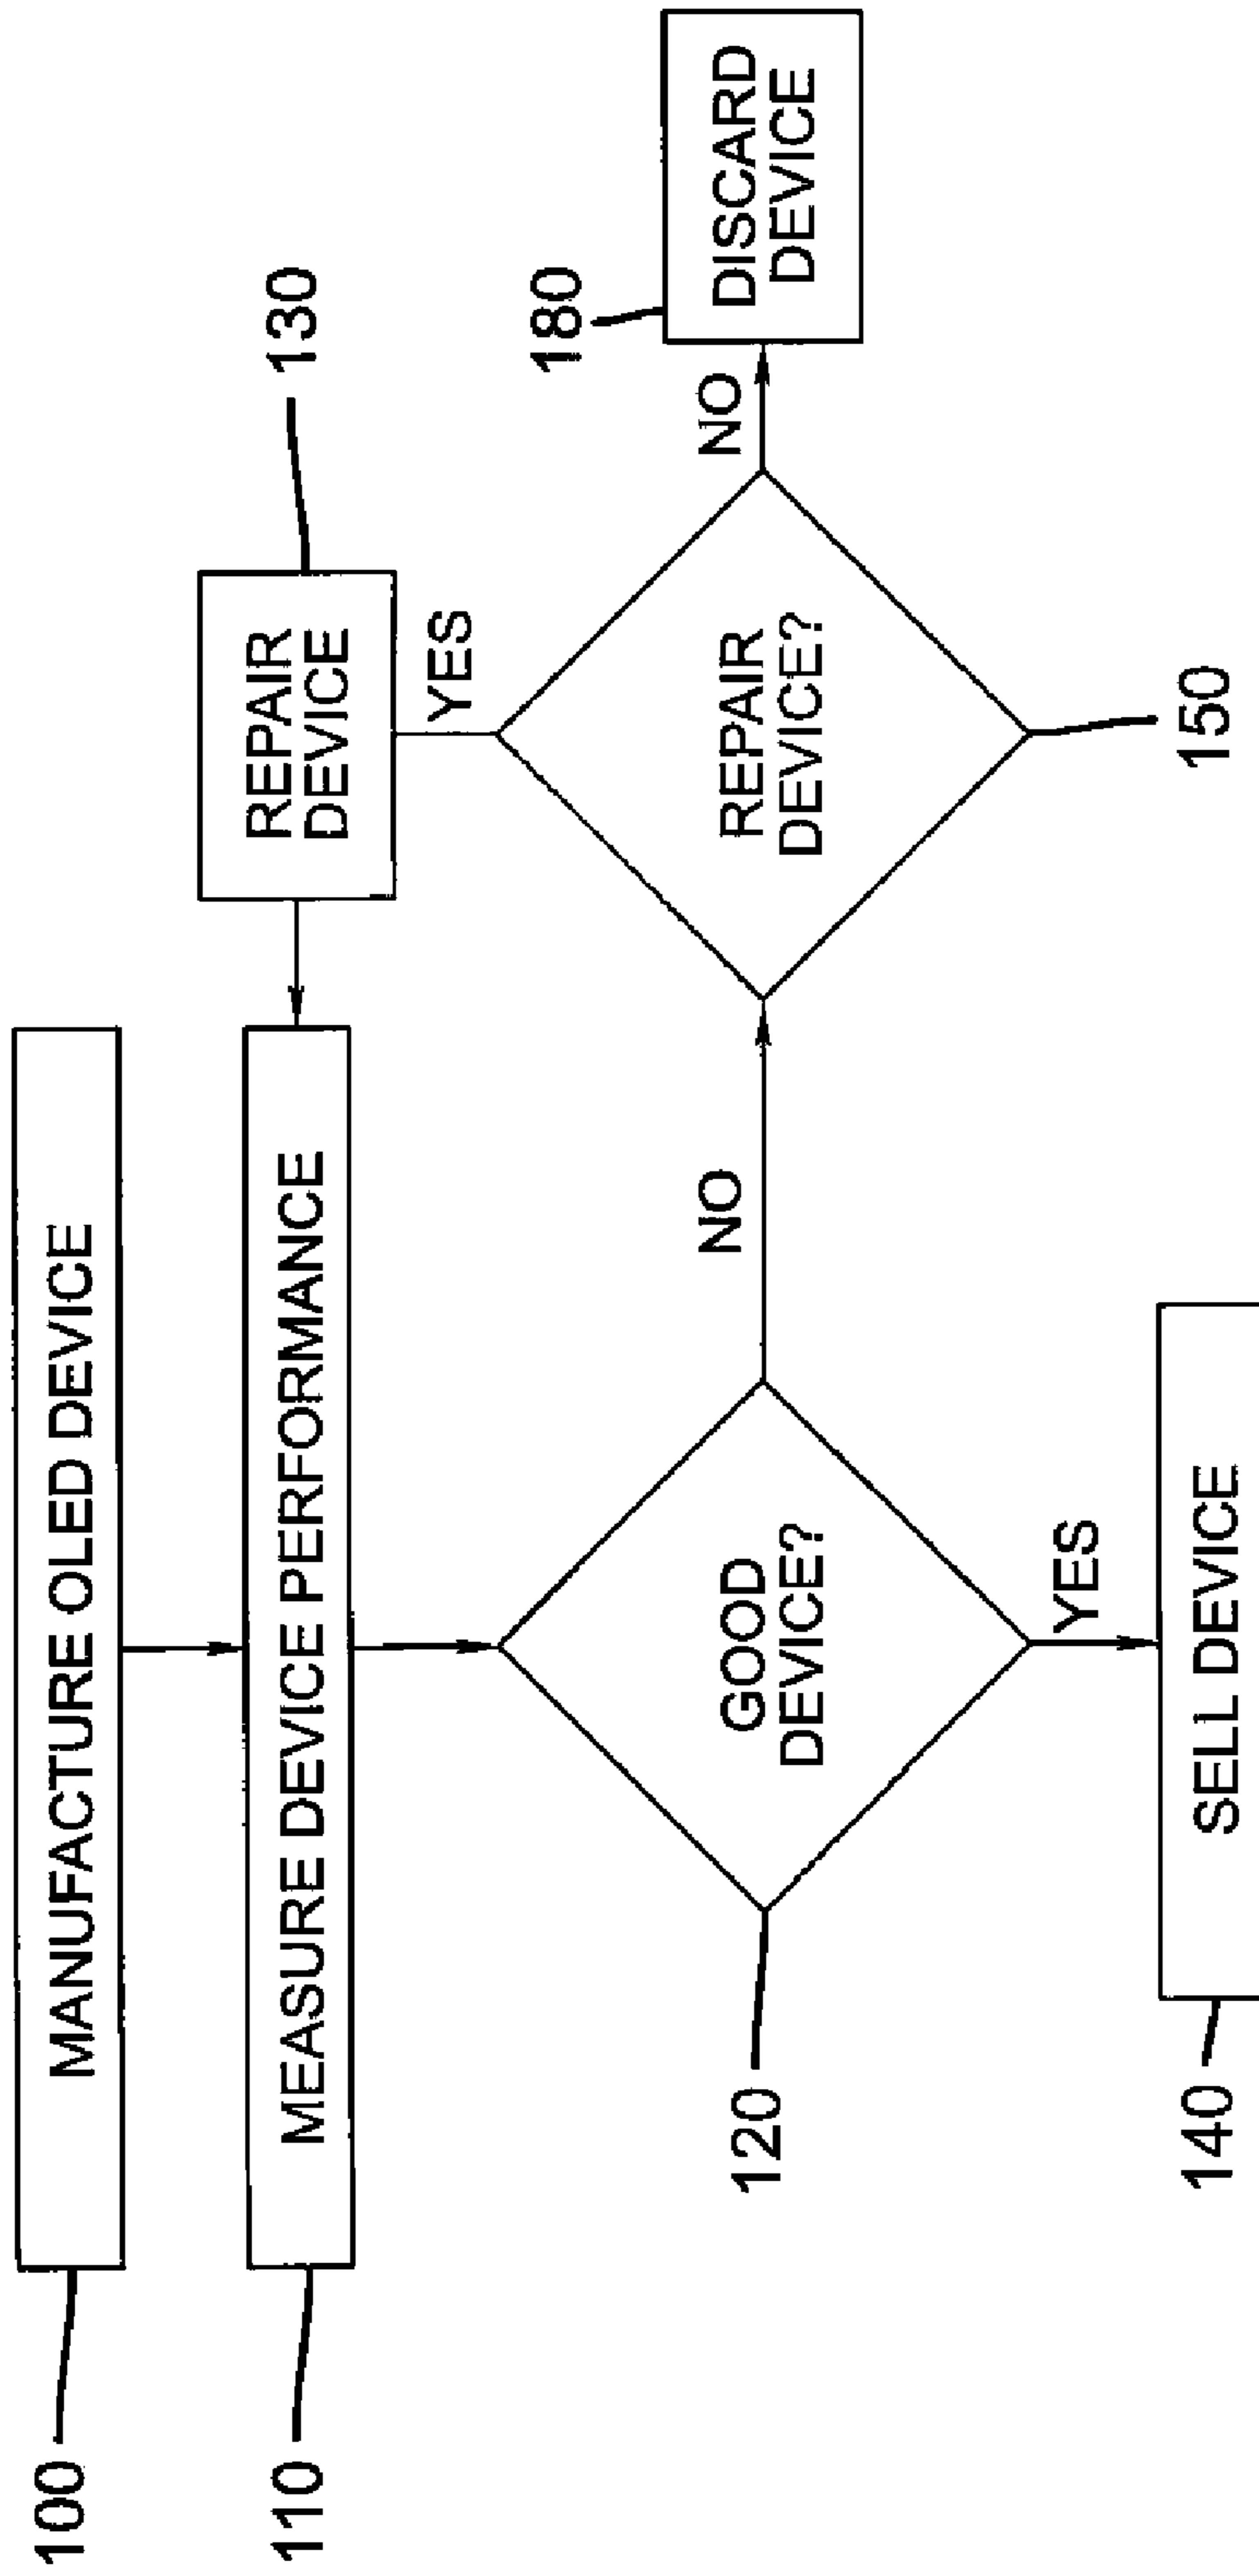 100
MANUFACTURE OLED DEVICE
110
MEASURE DEVICE PERFORMANCE
REPAIR
DEVICE
130
YES
120
GOOD
DEVICE?
NO
REPAIR
DEVICE?
NO
180
DISCARD
DEVICE
YES
150
140
SELL DEVICE